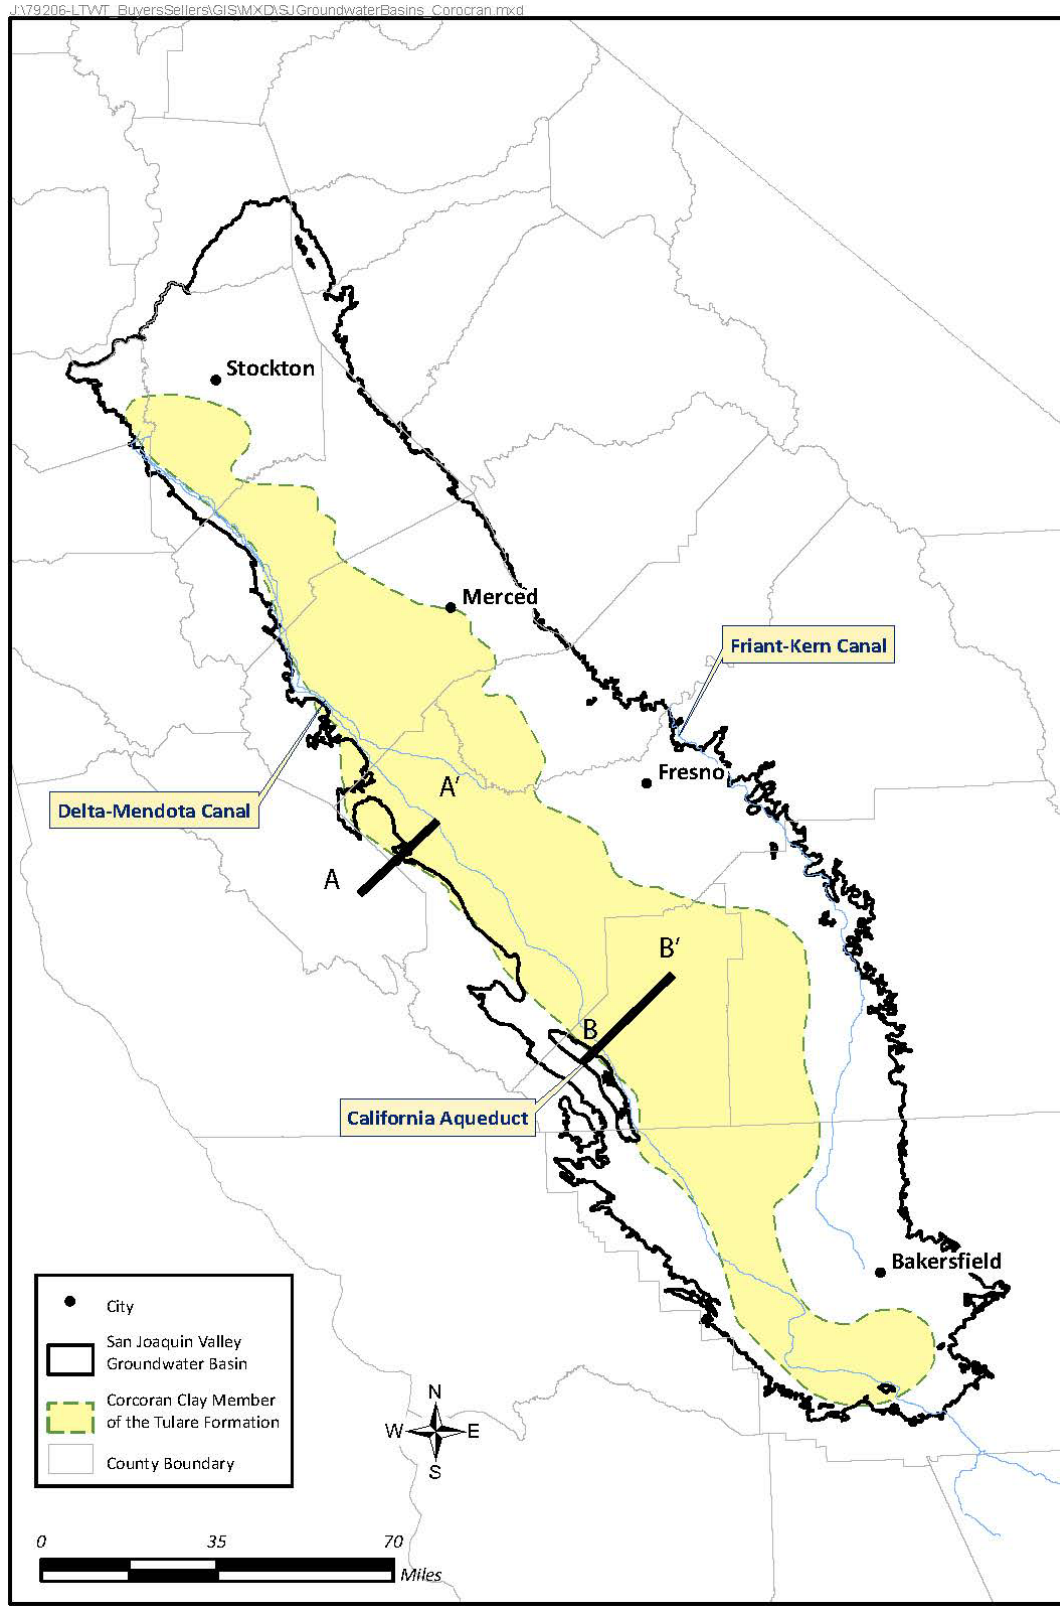 J:\79206-LTWT_BuyersSellers\GIS\MXD\SJGroundwaterBasins_Corocran.mxd
Stockton
Merced
Friant-Kern Canal
Fresno
A'
Delta-Mendota Canal
A
B'
B
California Aqueduct
Bakersfield
City
San Joaquin Valley
Groundwater Basin
Corcoran Clay Member
of the Tulare Formation
County Boundary
N
W E
S
0 35 70
Miles